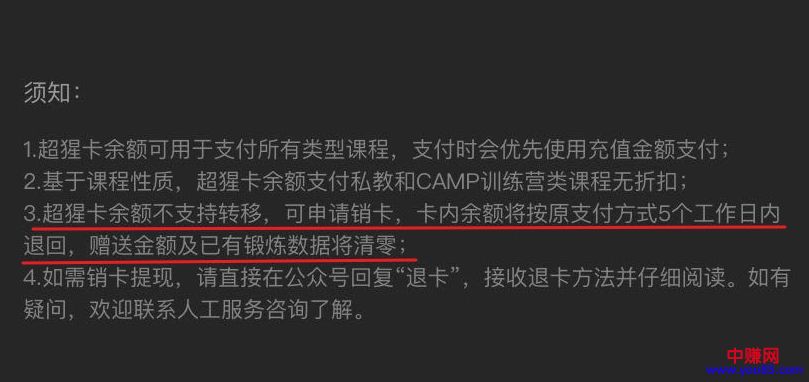 须知：
1.超猩卡余额可用于支付所有类型课程，支付时会优先使用充值金额支付；
2.基于课程性质，超猩卡余额支付私教和CAMP训练营类课程无折扣；
3.超猩卡余额不支持转移，可申请销卡，卡内余额将按原支付方式5个工作日内
退回，赠送金额及已有锻炼数据将清零；
4.如需销卡提现，请直接在公众号回复“退卡”，接收退卡方法并仔细阅读。如有
疑问，欢迎联系人工服务咨询了解。
中赚网